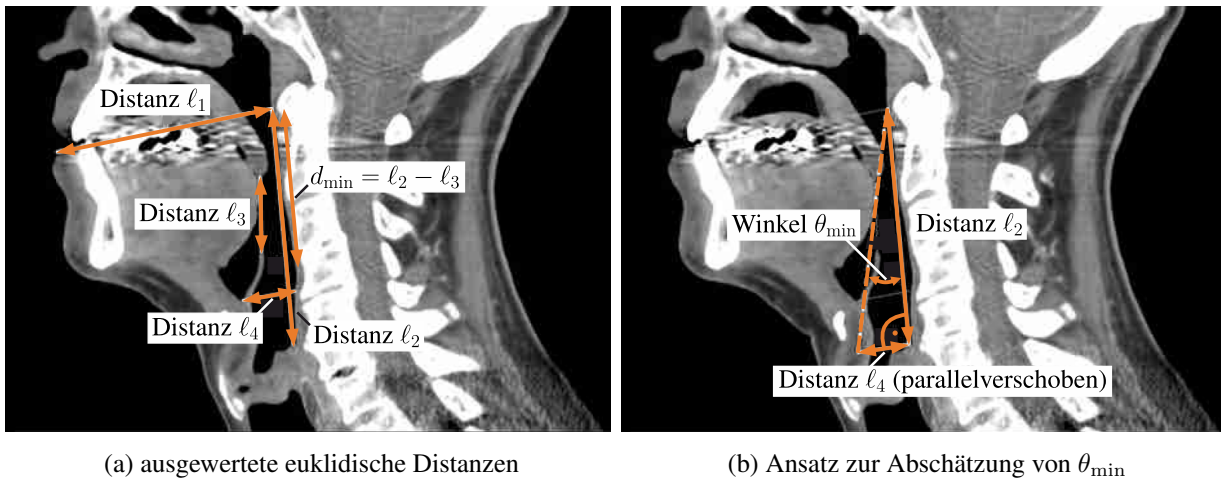 Distanz ℓ₁
d_min = ℓ₂ − ℓ₃
Distanz ℓ₃
Distanz ℓ₄
Distanz ℓ₂
Winkel θ_min
Distanz ℓ₂
Distanz ℓ₄ (parallelverschoben)
(a) ausgewertete euklidische Distanzen
(b) Ansatz zur Abschätzung von θ_min